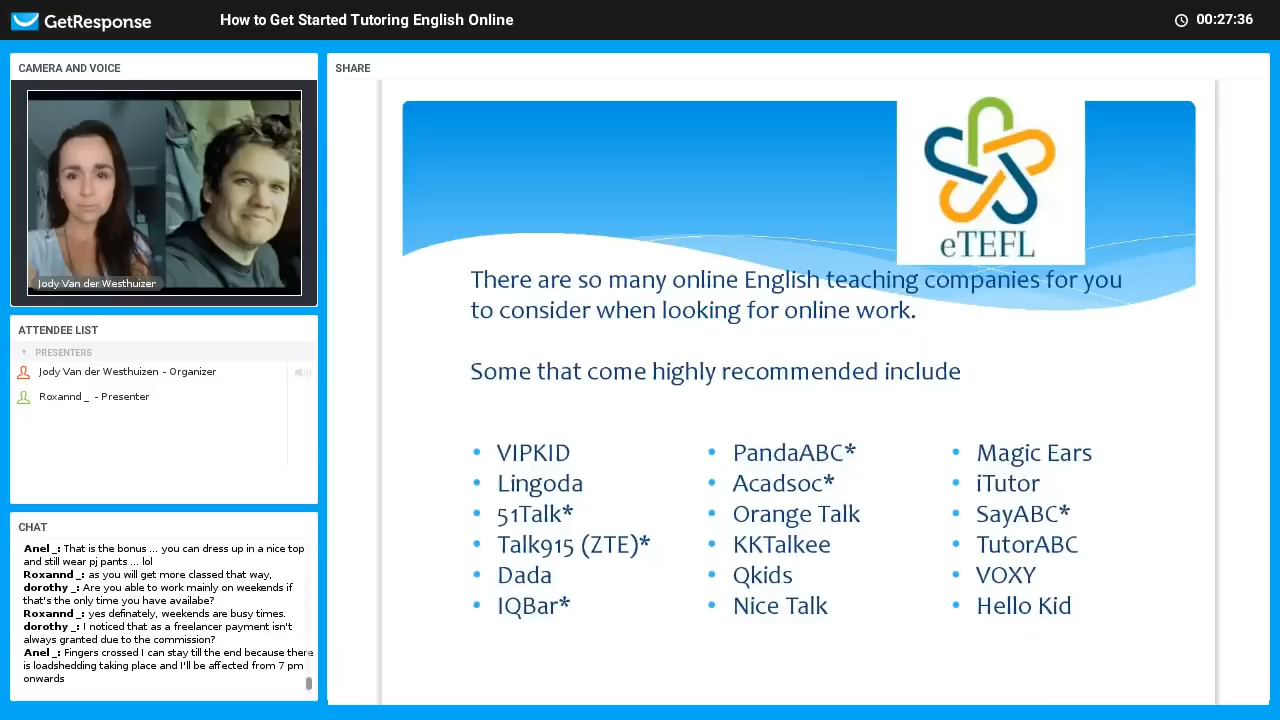 GetResponse
How to Get Started Tutoring English Online
00:27:36
CAMERA AND VOICE
Jody Van der Westhuizer
ATTENDEE LIST
PRESENTERS
Jody Van der Westhuizen - Organizer
Roxannd _ - Presenter
CHAT
Anel _: That is the bonus ... you can dress up in a nice top
and still wear pj pants ... lol
Roxannd _: as you will get more classed that way,
dorothy _: Are you able to work mainly on weekends if
that's the only time you have availabe?
Roxannd _: yes definately, weekends are busy times.
dorothy _: I noticed that as a freelancer payment isn't
always granted due to the commission?
Anel _: Fingers crossed I can stay till the end because there
is loadshedding taking place and I'll be affected from 7 pm
onwards
SHARE
eTEFL
There are so many online English teaching companies for you
to consider when looking for online work.
Some that come highly recommended include
• VIPKID
• Lingoda
• 51Talk*
• Talk915 (ZTE)*
• Dada
• IQBar*
• PandaABC*
• Acadsoc*
• Orange Talk
• KKTalkee
• Qkids
• Nice Talk
• Magic Ears
• iTutor
• SayABC*
• TutorABC
• VOXY
• Hello Kid